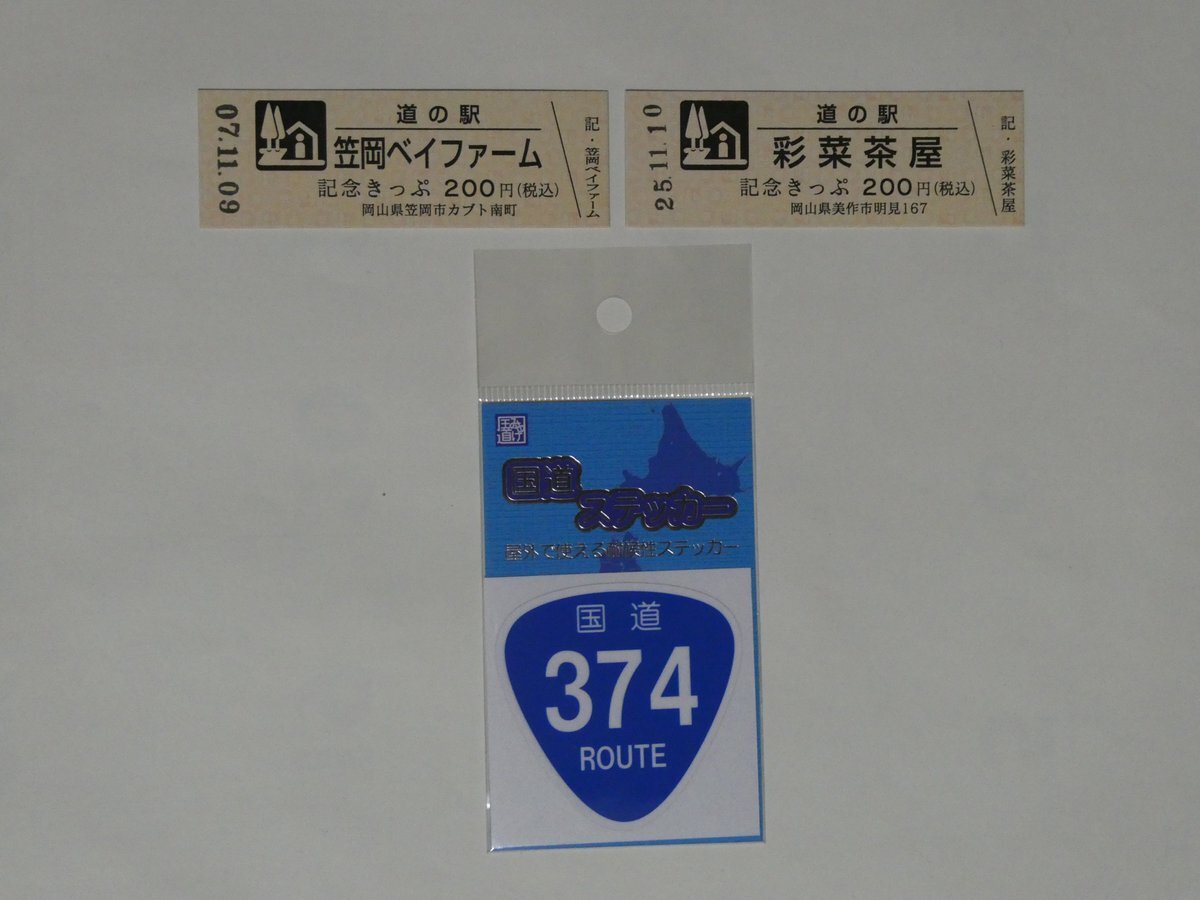 07.11.09
道の駅
笠岡ベイファーム
記念きっぷ 200円(税込)
岡山県笠岡市カブト南町
記・笠岡ベイファーム
25.11.10
道の駅
彩菜茶屋
記念きっぷ 200円(税込)
岡山県美作市明見167
記・彩菜茶屋
国道
ステッカー
屋外で使える耐候性ステッカー
国道
374
ROUTE